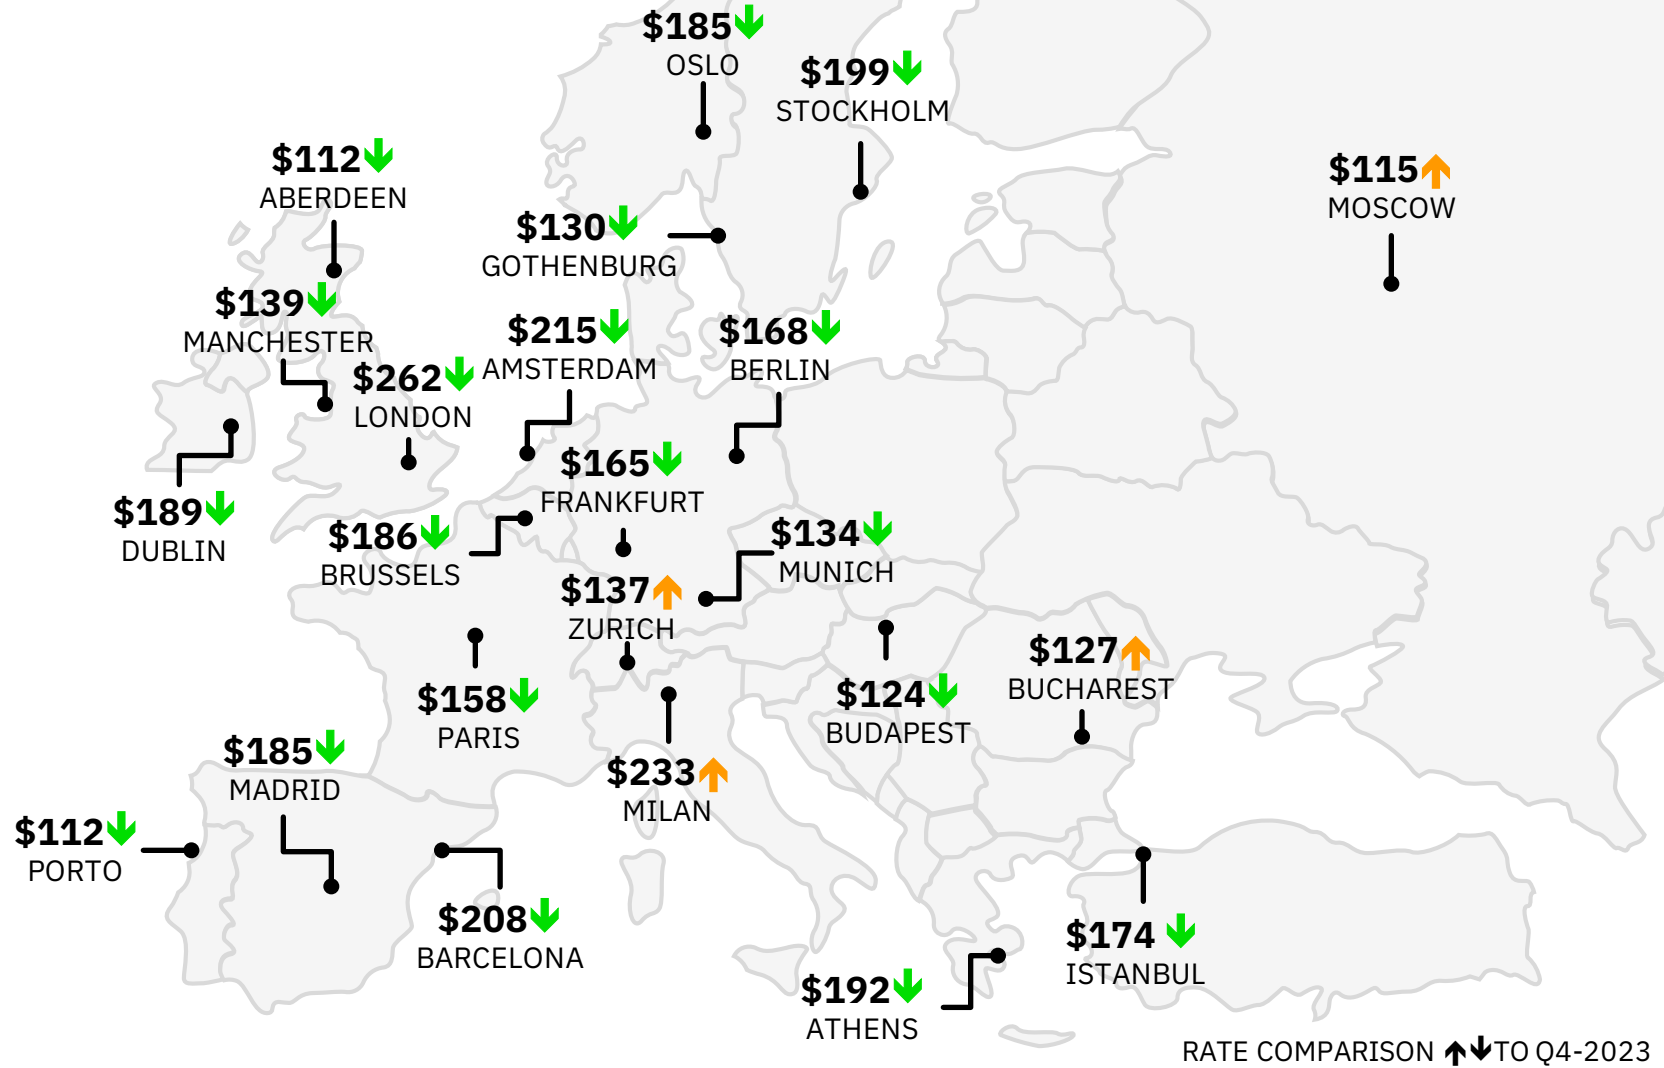 $185
OSLO
$199
STOCKHOLM
$112
ABERDEEN
$115
MOSCOW
$130
GOTHENBURG
$139
MANCHESTER
$215
AMSTERDAM
$168
BERLIN
$262
LONDON
$165
FRANKFURT
$189
DUBLIN
$186
BRUSSELS
$134
MUNICH
$137
ZURICH
$127
BUCHAREST
$158
PARIS
$124
BUDAPEST
$185
MADRID
$233
MILAN
$112
PORTO
$208
BARCELONA
$174
ISTANBUL
$192
ATHENS
RATE COMPARISON ↑↓TO Q4-2023